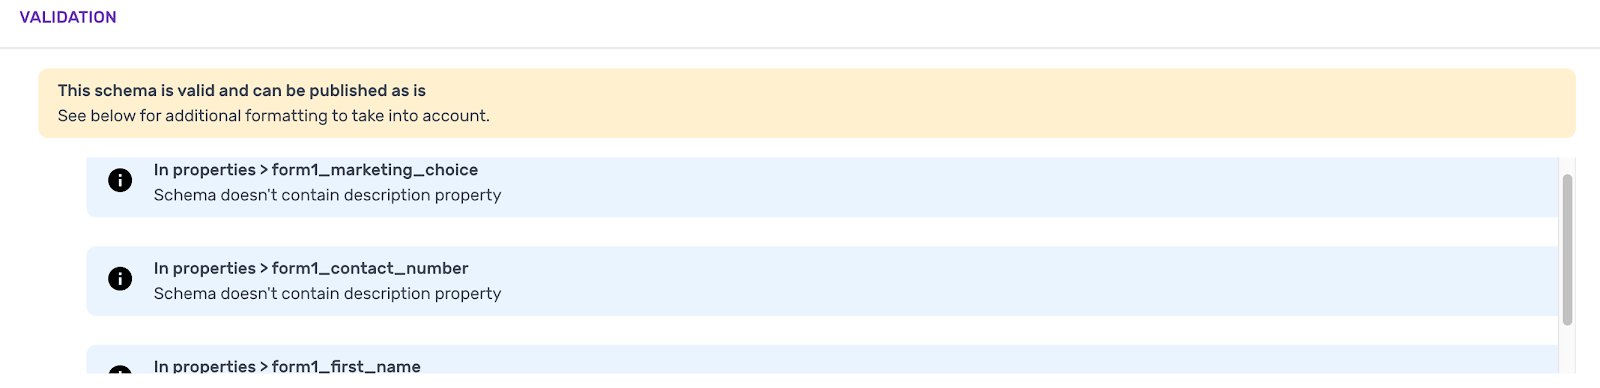 VALIDATION
This schema is valid and can be published as is
See below for additional formatting to take into account.
In properties > form1_marketing_choice
Schema doesn't contain description property
In properties > form1_contact_number
Schema doesn't contain description property
In properties > form1_first_name